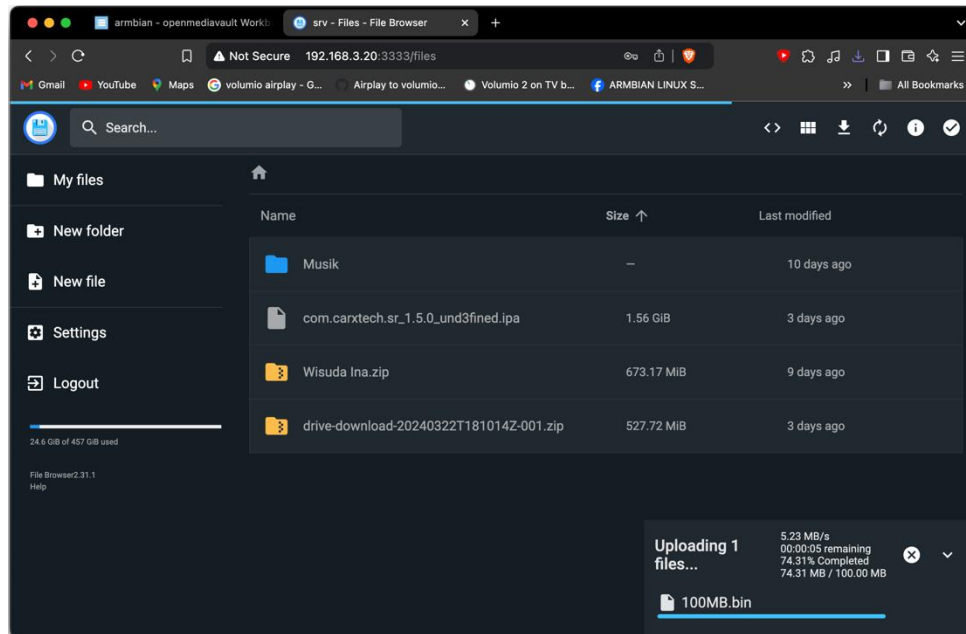 armbian - openmediavault Workb
srv - Files - File Browser
Not Secure 192.168.3.20:3333/files
Gmail YouTube Maps volumio airplay - G... Airplay to volumio... Volumio 2 on TV b... ARMBIAN LINUX S... » All Bookmarks
Search...
My files
New folder
New file
Settings
Logout
24.6 GiB of 457 GiB used
File Browser2.31.1
Help
Name Size Last modified
Musik — 10 days ago
com.carxtech.sr_1.5.0_und3fined.ipa 1.56 GiB 3 days ago
Wisuda Ina.zip 673.17 MiB 9 days ago
drive-download-20240322T181014Z-001.zip 527.72 MiB 3 days ago
Uploading 1
files...
5.23 MB/s
00:00:05 remaining
74.31% Completed
74.31 MB / 100.00 MB
100MB.bin